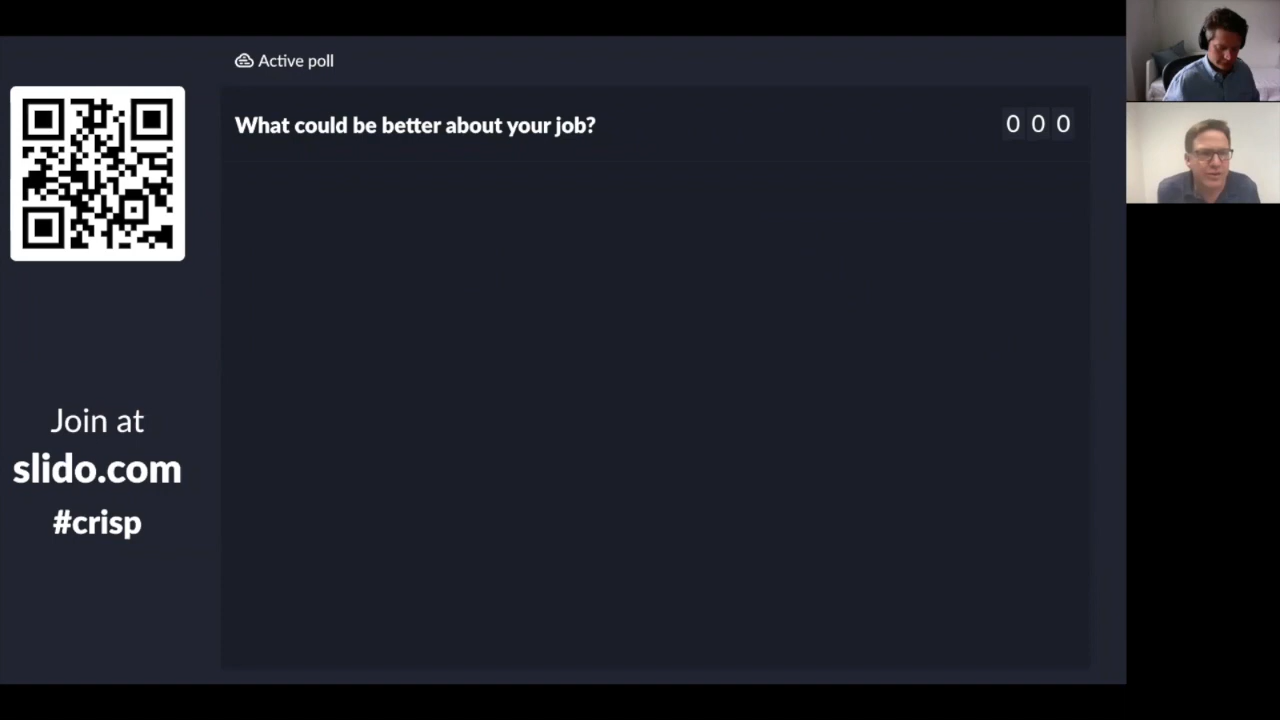 Active poll
What could be better about your job?
0 0 0
Join at
slido.com
#crisp